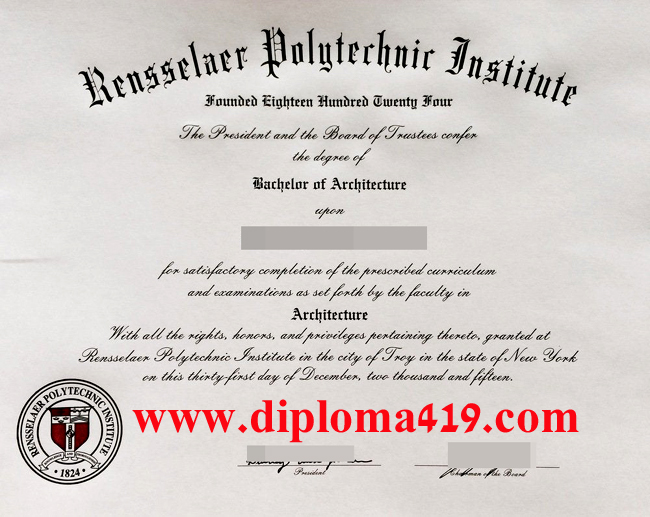 Rensselaer Polytechnic Institute
Founded Eighteen Hundred Twenty Four
The President and the Board of Trustees confer
the degree of
Bachelor of Architecture
upon
for satisfactory completion of the prescribed curriculum
and examinations as set forth by the faculty in
Architecture
With all the rights, honors, and privileges pertaining thereto, granted at
Rensselaer Polytechnic Institute in the city of Troy in the state of New York
on this thirty-first day of December, two thousand and fifteen.
RENSSELAER POLYTECHNIC INSTITUTE
• 1824 •
www.diploma419.com
President
Chairman of the Board